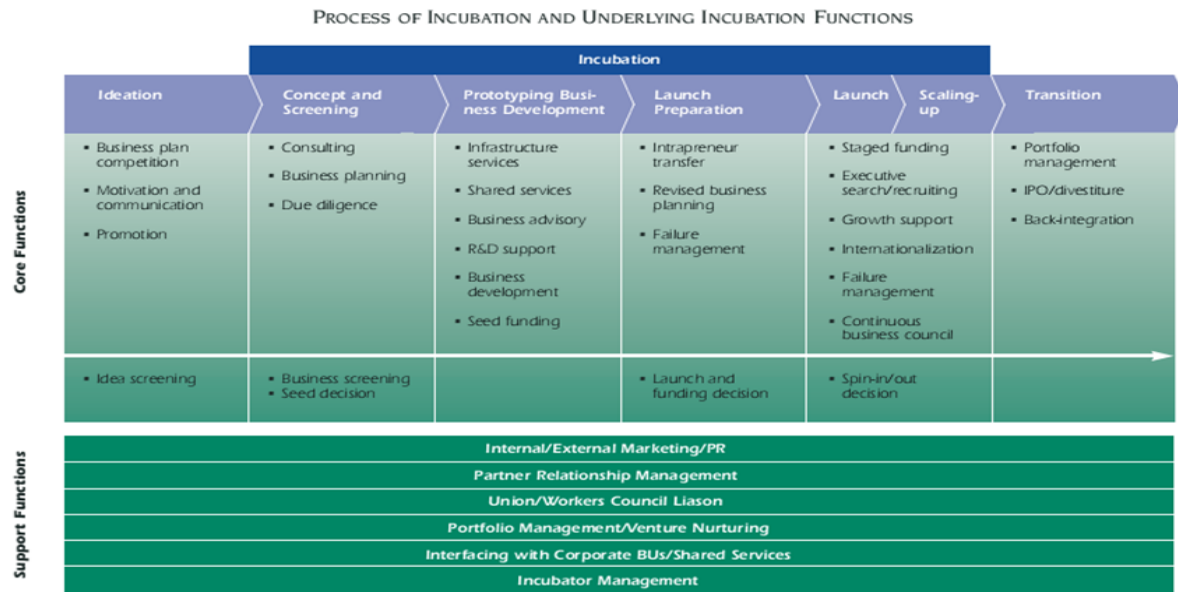 PROCESS OF INCUBATION AND UNDERLYING INCUBATION FUNCTIONS
Incubation
Ideation
Concept and
Screening
Prototyping Busi-
ness Development
Launch
Preparation
Launch
Scaling-
up
Transition
Core Functions
▪ Business plan
competition
▪ Motivation and
communication
▪ Promotion
▪ Consulting
▪ Business planning
▪ Due diligence
▪ Infrastructure
services
▪ Shared services
▪ Business advisory
▪ R&D support
▪ Business
development
▪ Seed funding
▪ Intrapreneur
transfer
▪ Revised business
planning
▪ Failure
management
▪ Staged funding
▪ Executive
search/recruiting
▪ Growth support
▪ Internationalization
▪ Failure
management
▪ Continuous
business council
▪ Portfolio
management
▪ IPO/divestiture
▪ Back-integration
▪ Idea screening
▪ Business screening
▪ Seed decision
▪ Launch and
funding decision
▪ Spin-in/out
decision
Support Functions
Internal/External Marketing/PR
Partner Relationship Management
Union/Workers Council Liason
Portfolio Management/Venture Nurturing
Interfacing with Corporate BUs/Shared Services
Incubator Management